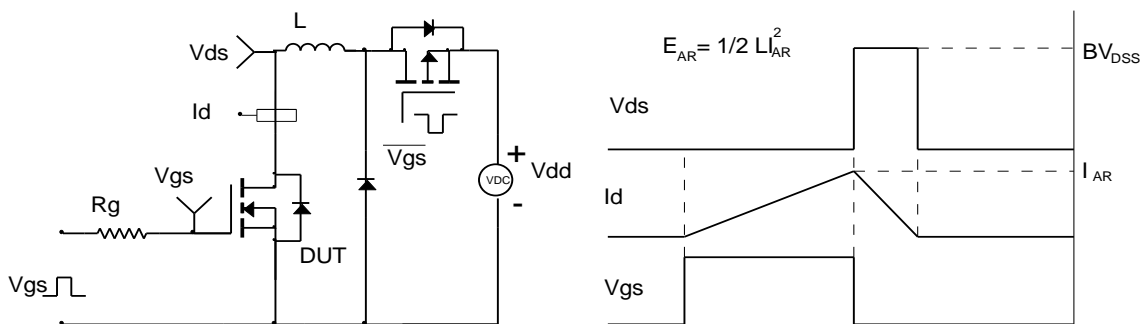 L
Vds
Id
Vgs
Rg
Vgs
DUT
Vgs
+
VDC
Vdd
-
E_AR = 1/2 LI_AR^2
BV_DSS
Vds
I_AR
Id
Vgs